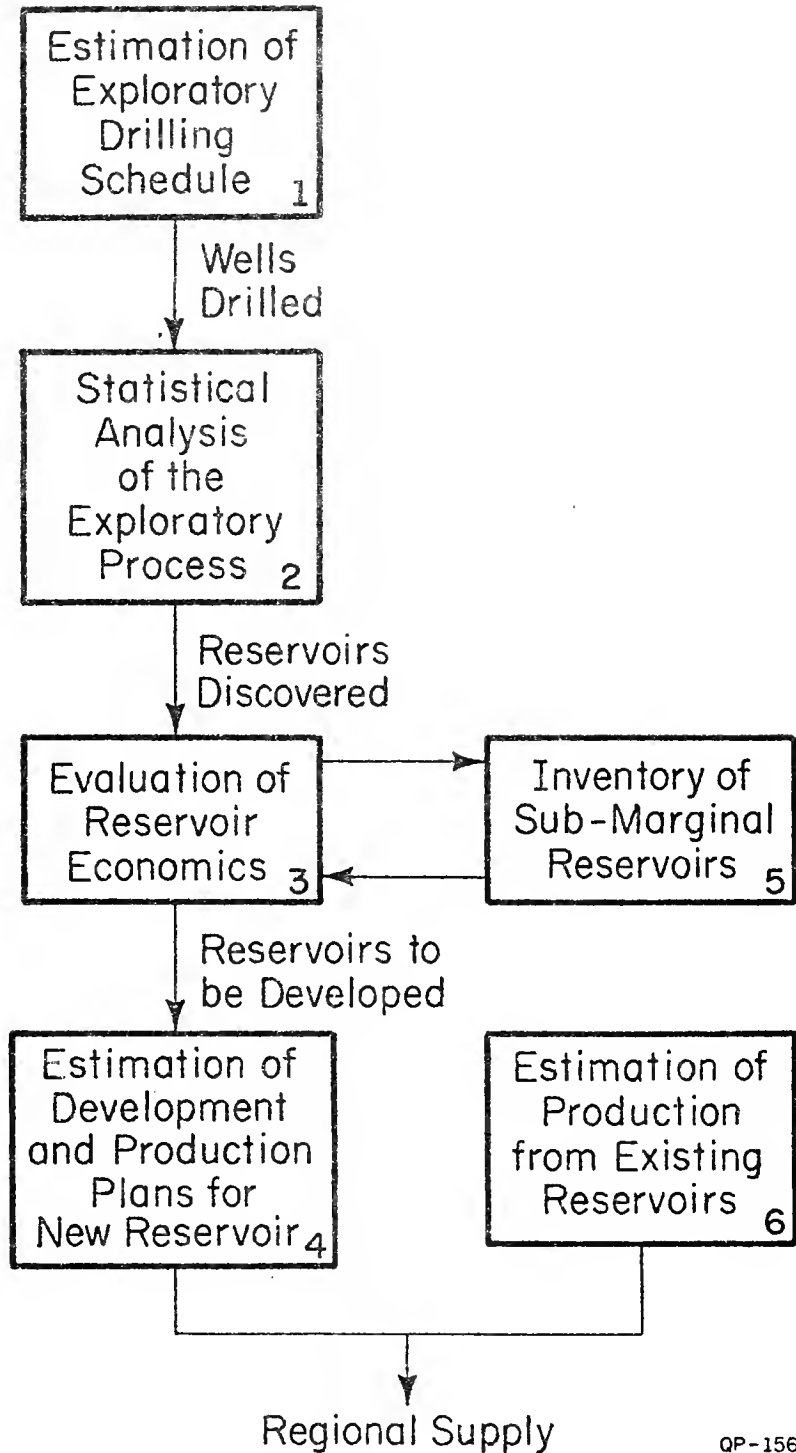 Estimation of
Exploratory
Drilling
Schedule 1
Wells
Drilled
Statistical
Analysis
of the
Exploratory
Process 2
Reservoirs
Discovered
Evaluation of
Reservoir
Economics 3
Inventory of
Sub-Marginal
Reservoirs 5
Reservoirs to
be Developed
Estimation of
Development
and Production
Plans for
New Reservoir 4
Estimation of
Production
from Existing
Reservoirs 6
Regional Supply
QP-156